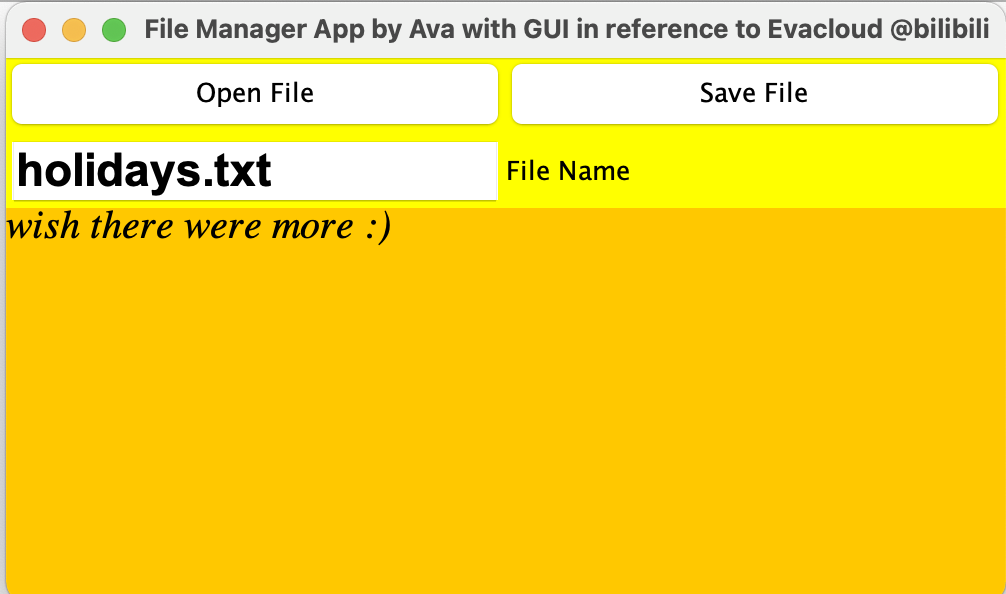 File Manager App by Ava with GUI in reference to Evacloud @bilibili
Open File
Save File
holidays.txt
File Name
wish there were more :)